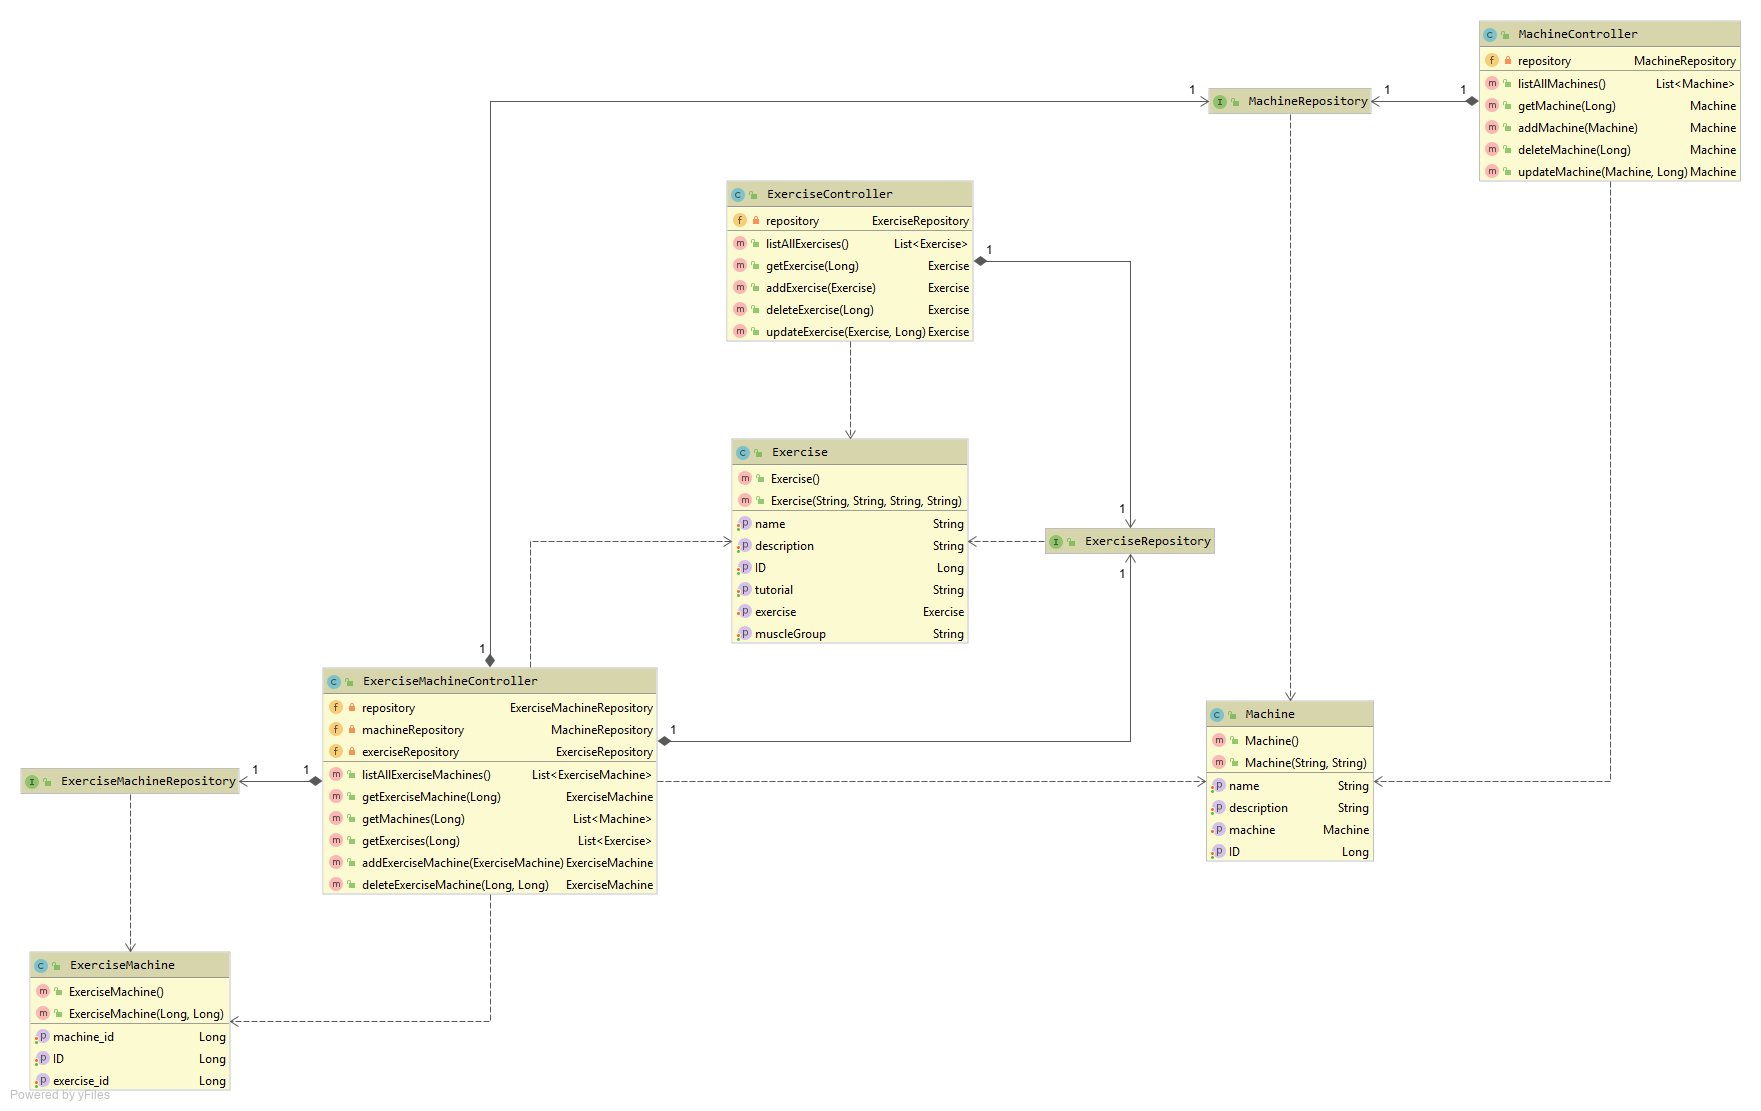 MachineController
repository MachineRepository
listAllMachines() List<Machine>
getMachine(Long) Machine
addMachine(Machine) Machine
deleteMachine(Long) Machine
updateMachine(Machine, Long) Machine
1
MachineRepository
1
1
ExerciseController
repository ExerciseRepository
listAllExercises() List<Exercise>
getExercise(Long) Exercise
addExercise(Exercise) Exercise
deleteExercise(Long) Exercise
updateExercise(Exercise, Long) Exercise
1
Exercise
Exercise()
Exercise(String, String, String, String)
name String
description String
ID Long
tutorial String
exercise Exercise
muscleGroup String
1
ExerciseRepository
1
1
ExerciseMachineController
repository ExerciseMachineRepository
machineRepository MachineRepository
exerciseRepository ExerciseRepository
listAllExerciseMachines() List<ExerciseMachine>
getExerciseMachine(Long) ExerciseMachine
getMachines(Long) List<Machine>
getExercises(Long) List<Exercise>
addExerciseMachine(ExerciseMachine) ExerciseMachine
deleteExerciseMachine(Long, Long) ExerciseMachine
1
Machine
Machine()
Machine(String, String)
name String
description String
machine Machine
ID Long
ExerciseMachineRepository
1
1
ExerciseMachine
ExerciseMachine()
ExerciseMachine(Long, Long)
machine_id Long
ID Long
exercise_id Long
Powered by yFiles